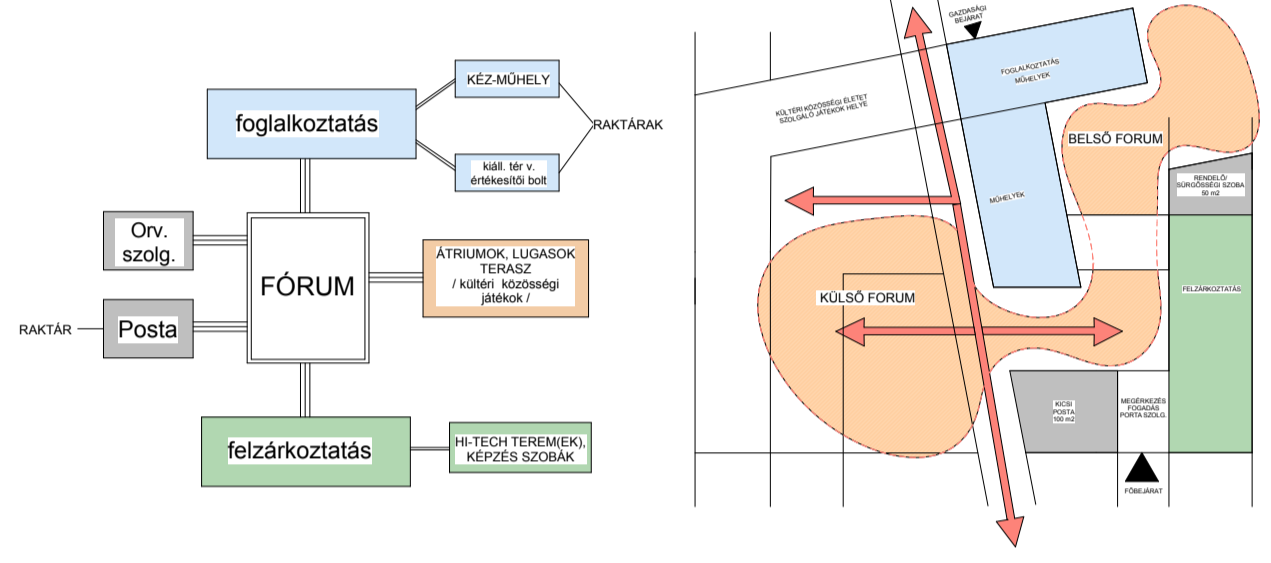 KÉZ-MŰHELY
foglalkoztatás
RAKTÁRAK
kiáll. tér v.
értékesítői bolt
Orv.
szolg.
FÓRUM
ÁTRIUMOK, LUGASOK
TERASZ
/ kültéri közösségi
játékok /
RAKTÁR
Posta
felzárkoztatás
HI-TECH TEREM(EK),
KÉPZÉS SZOBÁK
GAZDASÁGI
BEJÁRAT
FOGLALKOZTATÁS
MŰHELYEK
KÜLTÉRI KÖZÖSSÉGI ÉLETET
SZOLGÁLÓ JÁTÉKOK HELYE
BELSŐ FORUM
RENDELŐ/
SÜRGŐSSÉGI SZOBA
50 m2
MŰHELYEK
KÜLSŐ FORUM
FELZÁRKOZTATÁS
KICSI
POSTA
100 m2
MEGÉRKEZÉS
FOGADÁS
PORTA SZOLG.
FŐBEJÁRAT